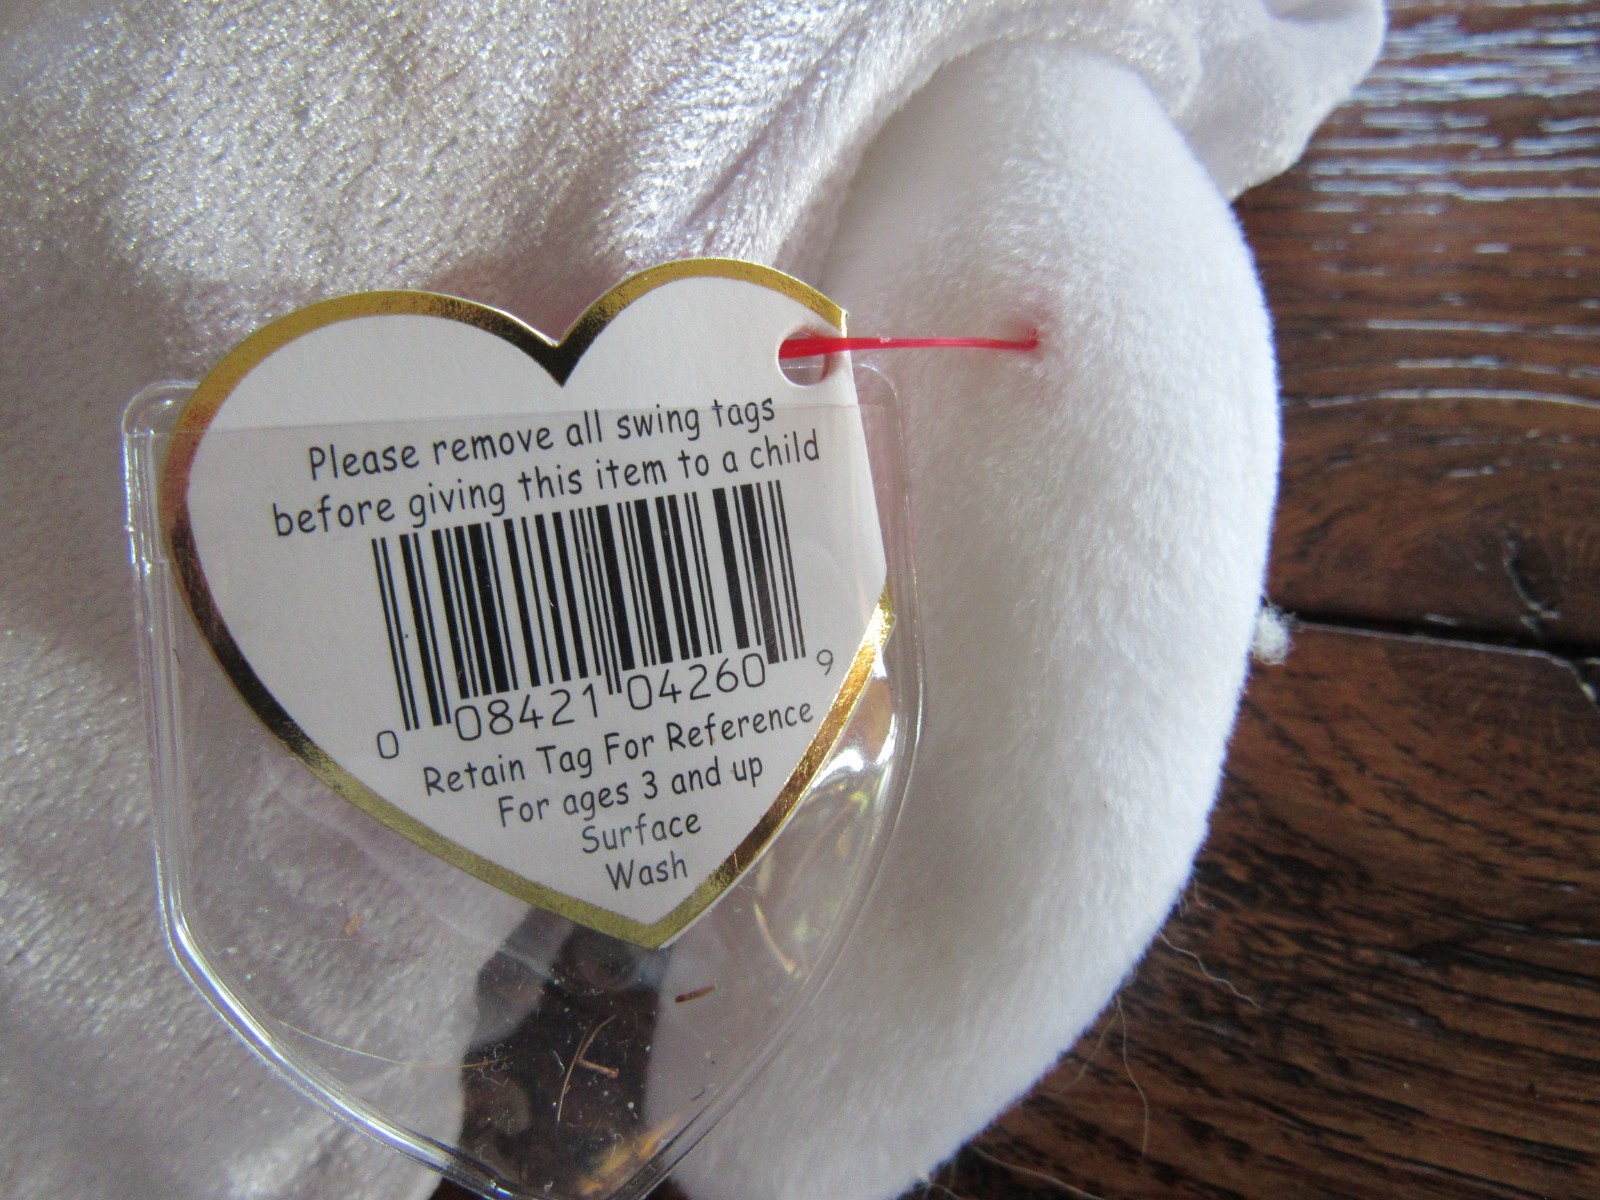 Please remove all swing tags
before giving this item to a child
0 08421 04260 9
Retain Tag For Reference
For ages 3 and up
Surface
Wash